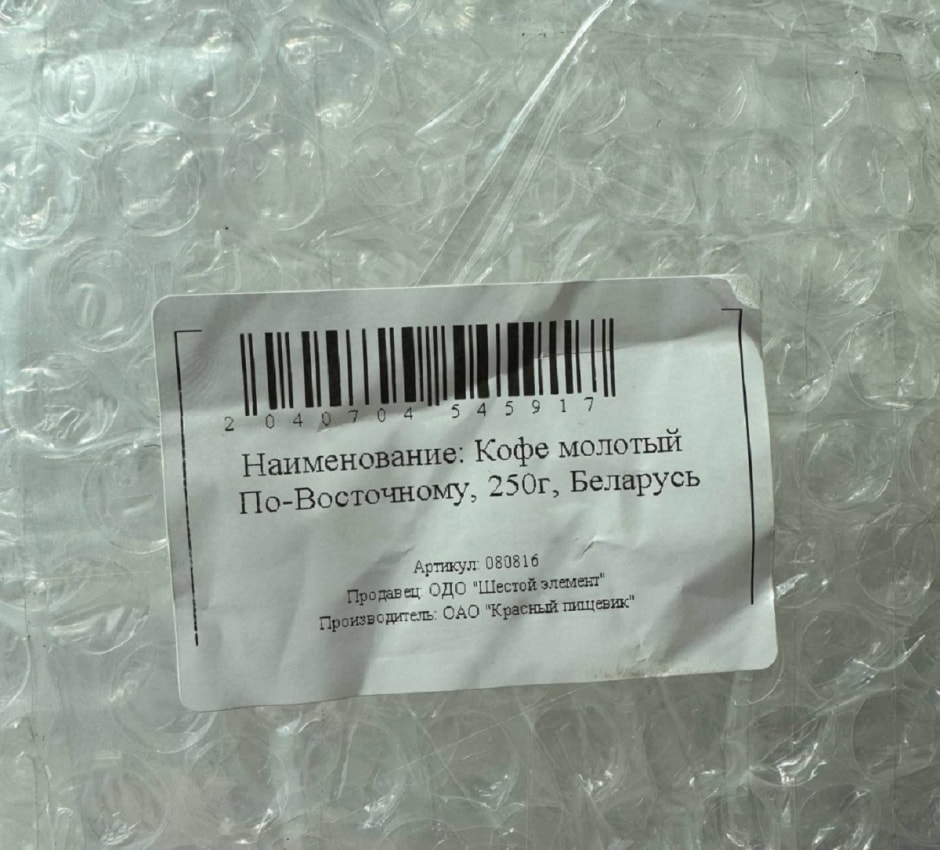 2 040704 545917
Наименование: Кофе молотый
По-Восточному, 250г, Беларусь
Артикул: 080816
Продавец: ОДО "Шестой элемент"
Производитель: ОАО "Красный пищевик"